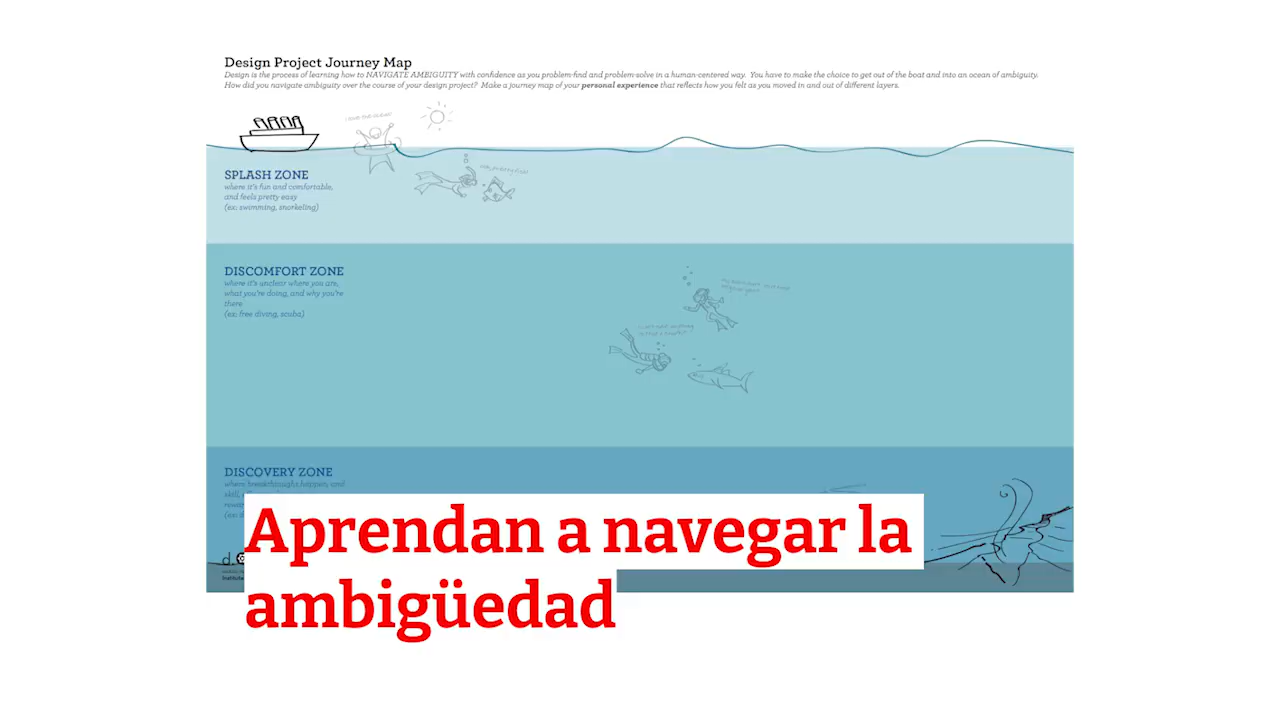 Design Project Journey Map
Design is the process of learning how to NAVIGATE AMBIGUITY with confidence as you problem-find and problem-solve in a human-centered way. You have to make the choice to get out of the boat and into an ocean of ambiguity.
How did you navigate ambiguity over the course of your design project? Make a journey map of your personal experience that reflects how you felt as you moved in and out of different layers.
SPLASH ZONE
where it's fun and comfortable,
and feels pretty easy
(ex: swimming, snorkeling)
DISCOMFORT ZONE
where it's unclear where you are,
what you're doing, and why you're
there
(ex: free diving, scuba)
DISCOVERY ZONE
where breakthroughs happen, and
Aprendan a navegar la
ambigüedad